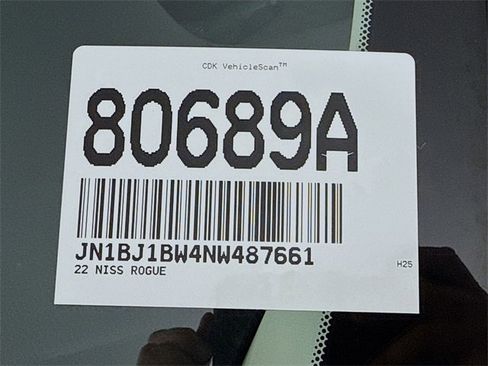 CDK VehicleScan™
80689A
JN1BJ1BW4NW487661
22 NISS ROGUE
H25